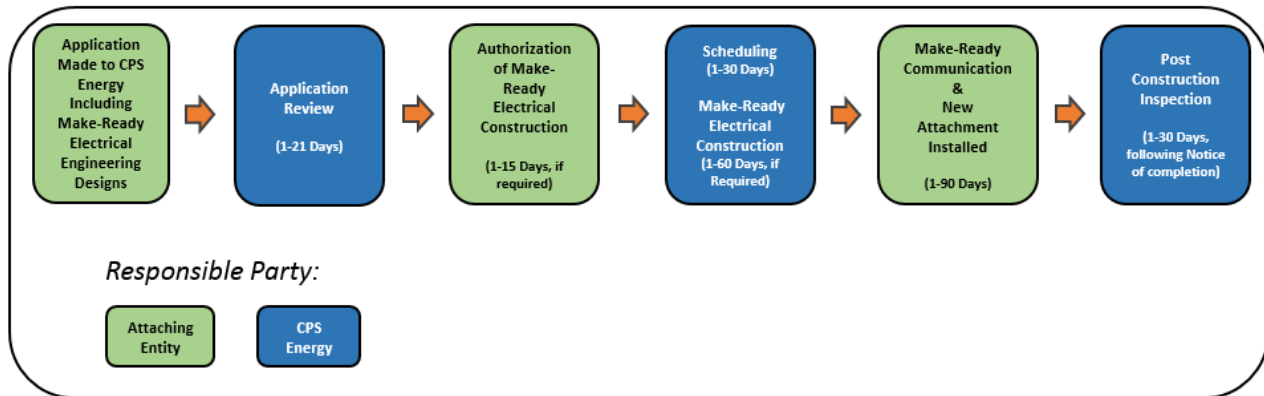 Application
Made to CPS
Energy
Including
Make-Ready
Electrical
Engineering
Designs
Application
Review
(1-21 Days)
Authorization
of Make-
Ready
Electrical
Construction
(1-15 Days, if
required)
Scheduling
(1-30 Days)
Make-Ready
Electrical
Construction
(1-60 Days, if
Required)
Make-Ready
Communication
&
New
Attachment
Installed
(1-90 Days)
Post
Construction
Inspection
(1-30 Days,
following Notice
of completion)
Responsible Party:
Attaching
Entity
CPS
Energy